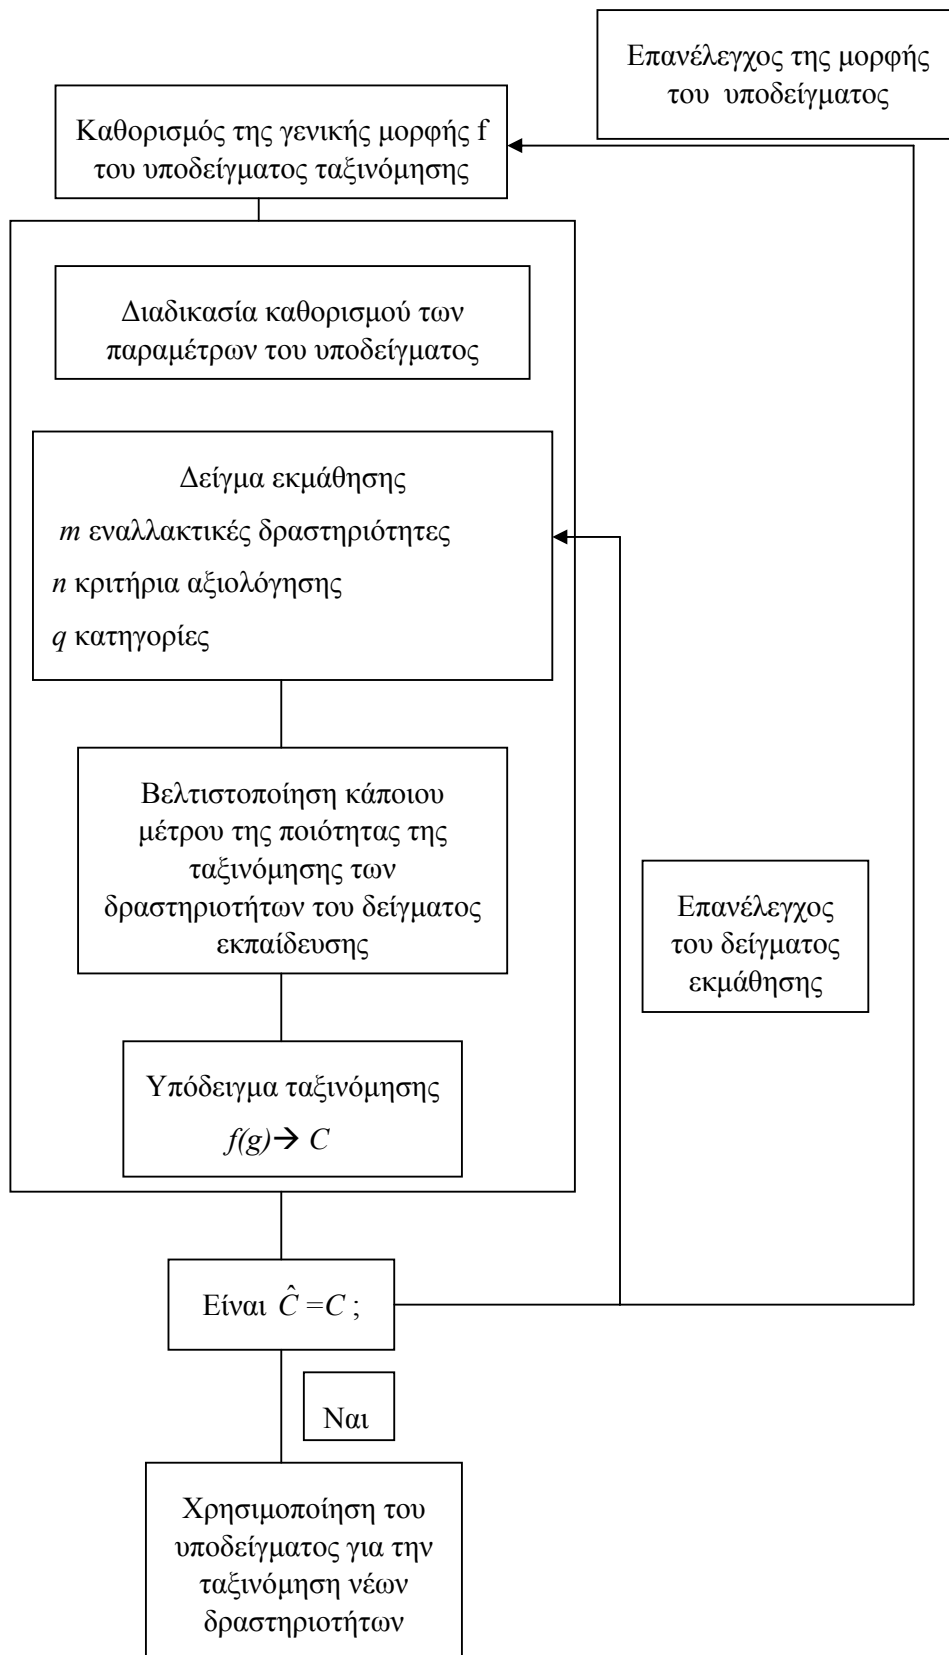 Επανέλεγχος της μορφής
του υποδείγματος
Καθορισμός της γενικής μορφής f
του υποδείγματος ταξινόμησης
Διαδικασία καθορισμού των
παραμέτρων του υποδείγματος
Δείγμα εκμάθησης
m εναλλακτικές δραστηριότητες
n κριτήρια αξιολόγησης
q κατηγορίες
Βελτιστοποίηση κάποιου
μέτρου της ποιότητας της
ταξινόμησης των
δραστηριοτήτων του δείγματος
εκπαίδευσης
Επανέλεγχος
του δείγματος
εκμάθησης
Υπόδειγμα ταξινόμησης
f(g)→ C
Είναι Ĉ =C ;
Ναι
Χρησιμοποίηση του
υποδείγματος για την
ταξινόμηση νέων
δραστηριοτήτων